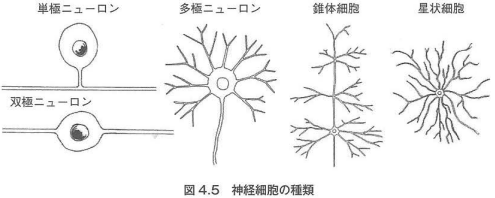 単極ニューロン
多極ニューロン
錐体細胞
星状細胞
双極ニューロン
図 4.5 神経細胞の種類